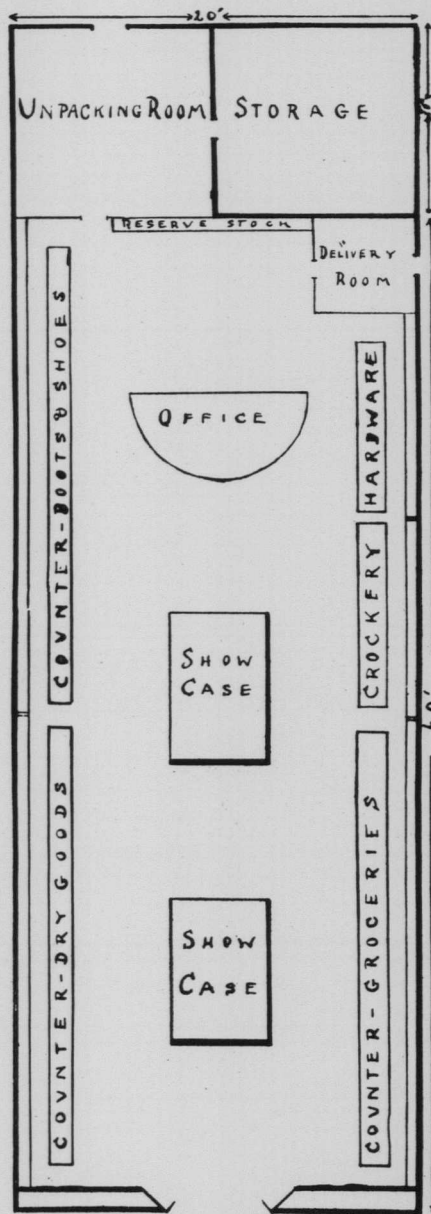 20'
UNPACKING ROOM
STORAGE
RESERVE STOCK
DELIVERY
ROOM
COUNTER-BOOTS & SHOES
OFFICE
HARDWARE
CROCKERY
SHOW
CASE
COUNTER-DRY GOODS
SHOW
CASE
COUNTER-GROCERIES